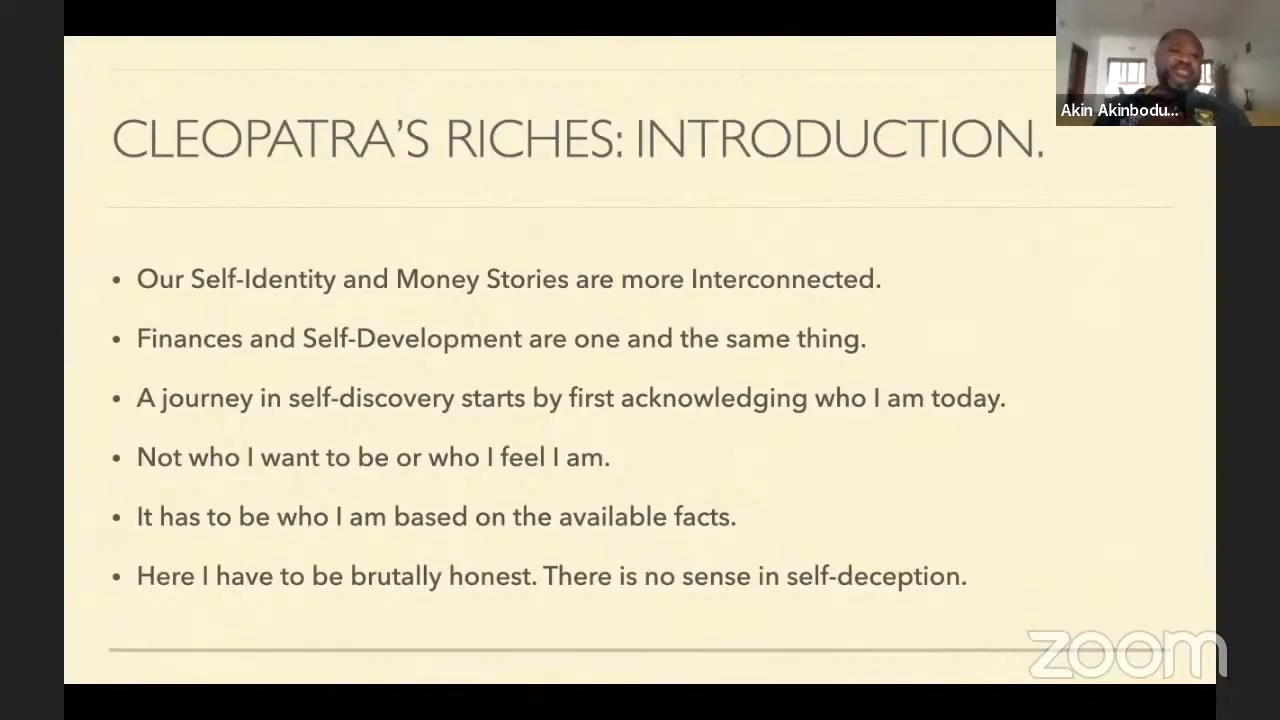 CLEOPATRA'S RICHES: INTRODUCTION.
Akin Akinbodu...
• Our Self-Identity and Money Stories are more Interconnected.
• Finances and Self-Development are one and the same thing.
• A journey in self-discovery starts by first acknowledging who I am today.
• Not who I want to be or who I feel I am.
• It has to be who I am based on the available facts.
• Here I have to be brutally honest. There is no sense in self-deception.
zoom